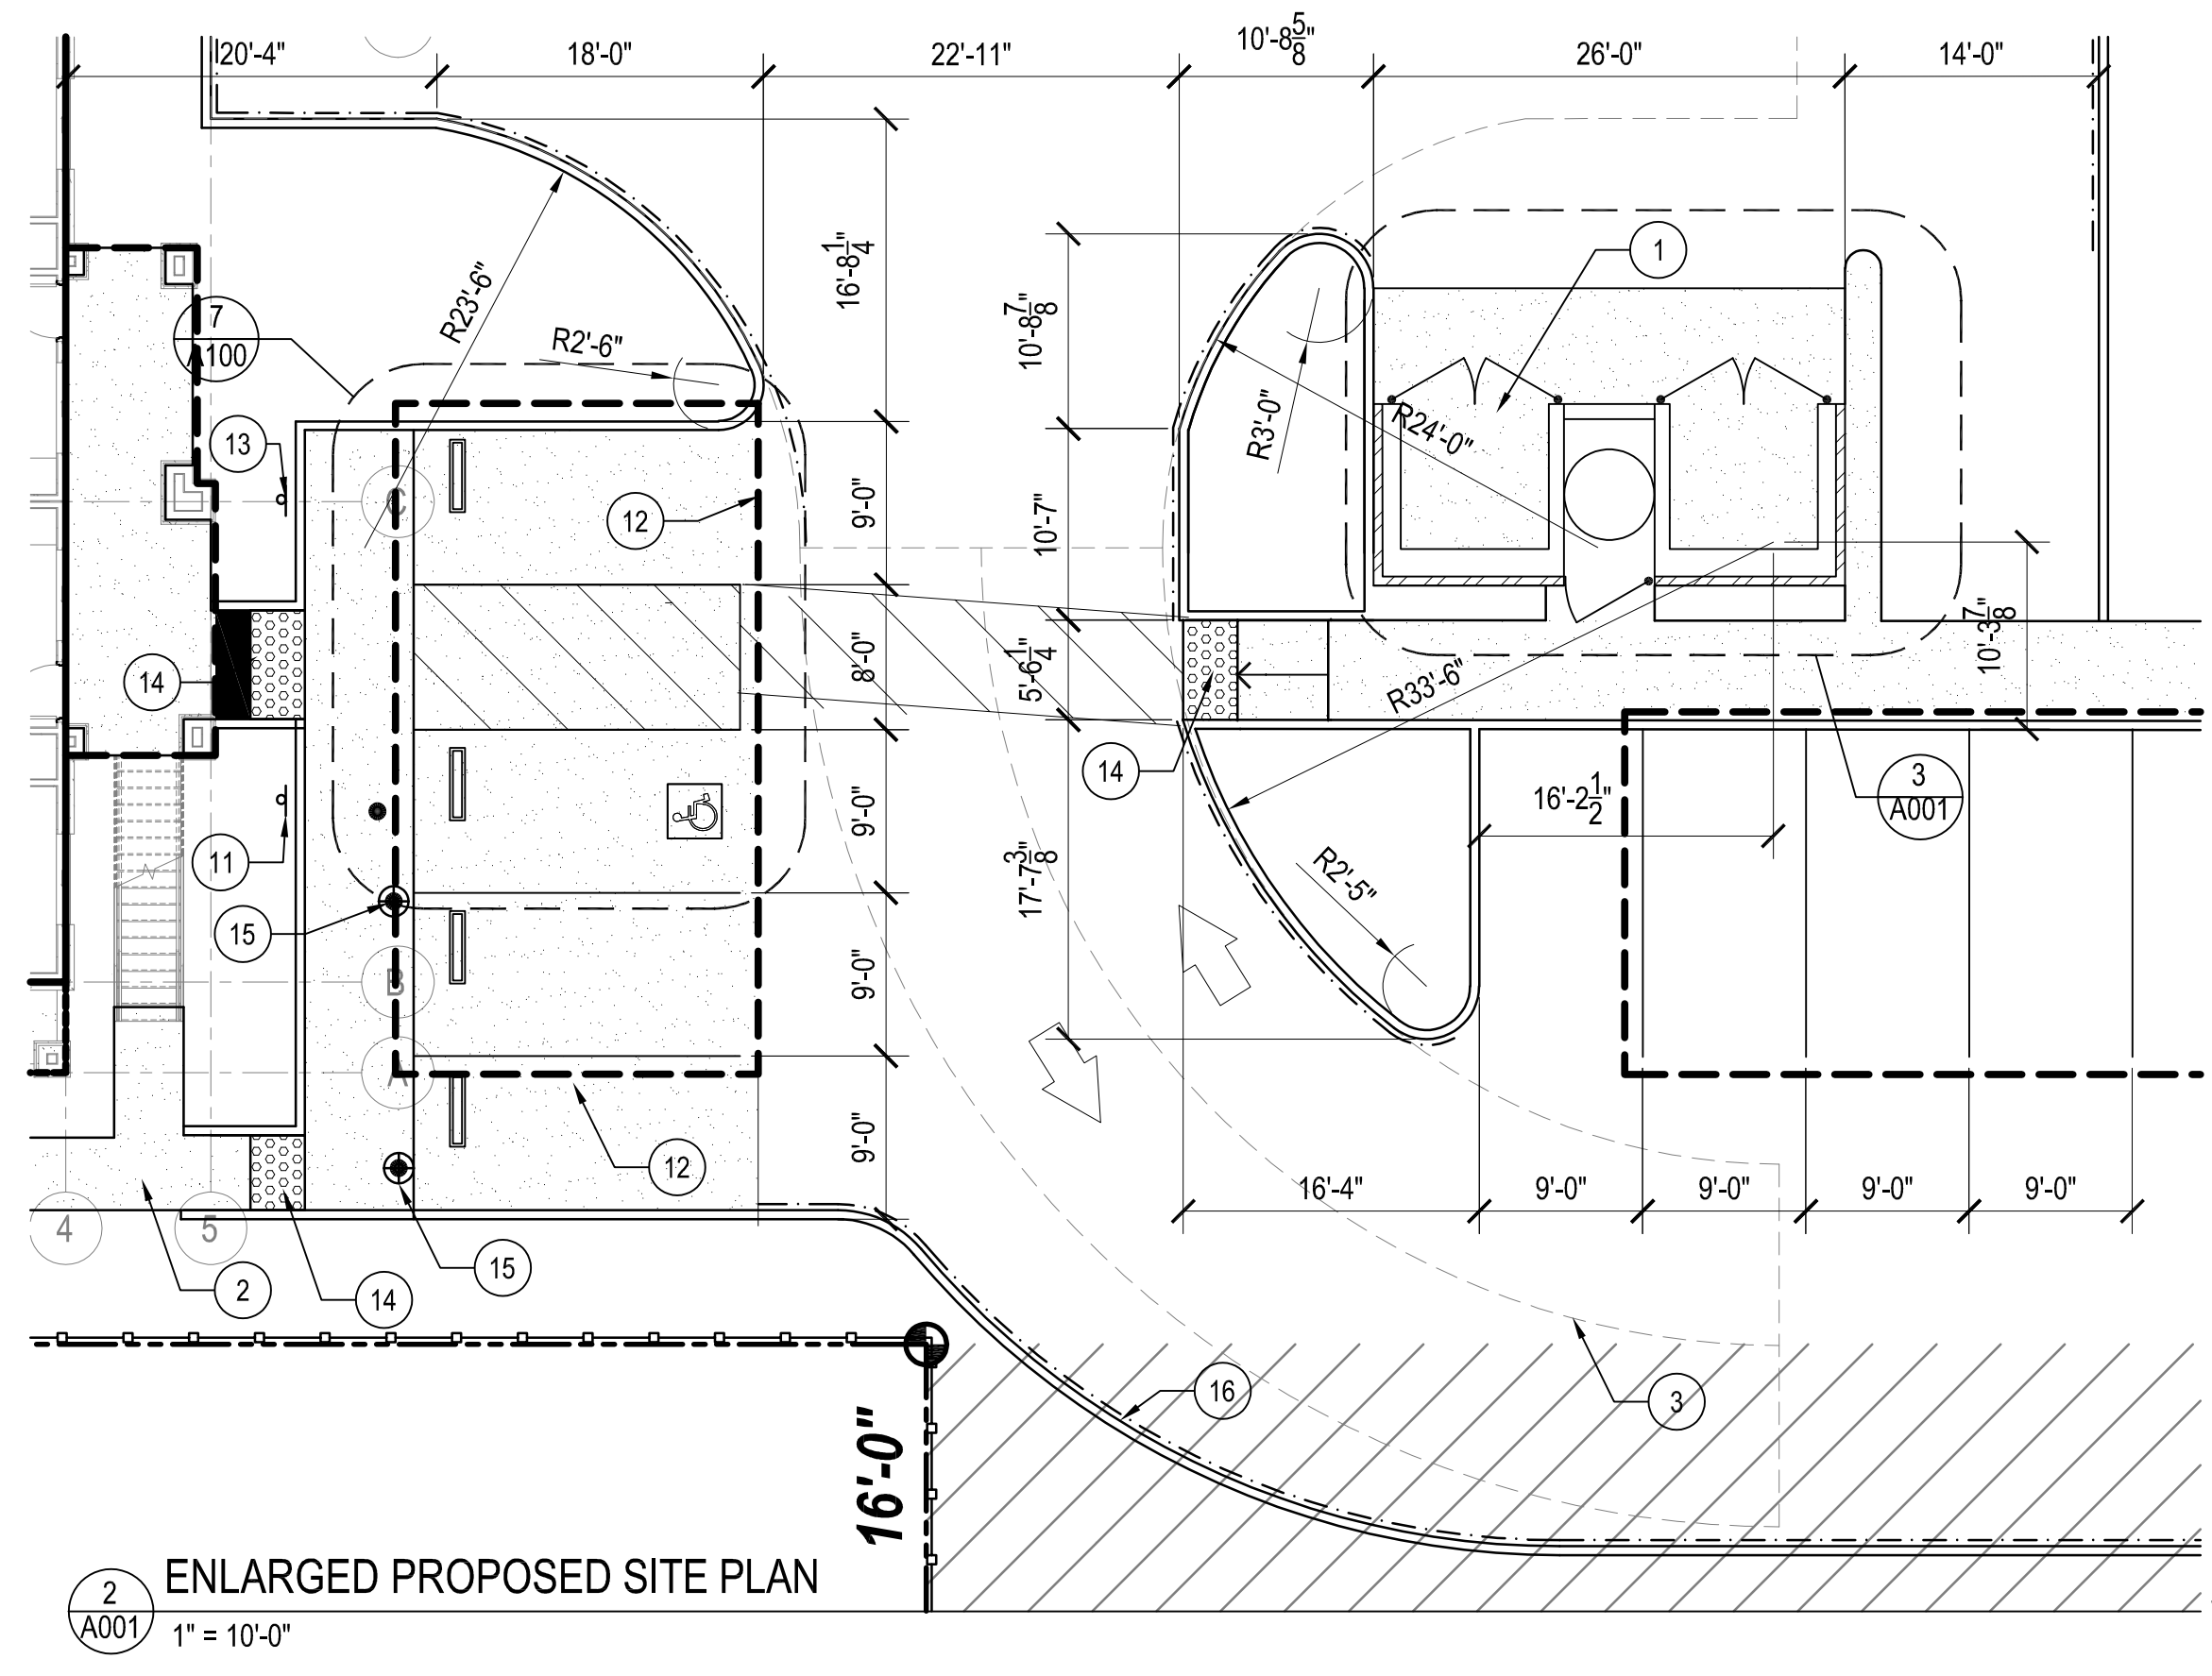 20'-4" 18'-0" 22'-11" 10'-8 5/8" 26'-0" 14'-0"
16'-8 1/4"
R23'-6"
R2'-6"
10'-8 7/8"
R3'-0"
R24'-0"
1
7
A100
13
C
12
9'-0"
10'-7"
14
8'-0"
5'-6 1/4"
R33'-6"
10'-3 7/8"
14
3
A001
16'-2 1/2"
11
9'-0"
17'-7 3/8"
R2'-5"
15
B
9'-0"
A
9'-0"
12
16'-4" 9'-0" 9'-0" 9'-0" 9'-0"
4 5
15
2
14
16
3
16'-0"
2
A001
ENLARGED PROPOSED SITE PLAN
1" = 10'-0"